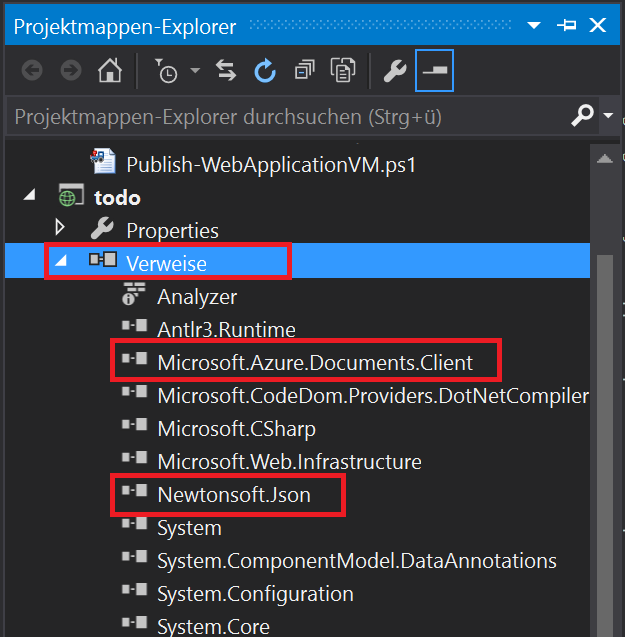 Projektmappen-Explorer
Projektmappen-Explorer durchsuchen (Strg+ü)
Publish-WebApplicationVM.ps1
todo
Properties
Verweise
Analyzer
Antlr3.Runtime
Microsoft.Azure.Documents.Client
Microsoft.CodeDom.Providers.DotNetCompiler
Microsoft.CSharp
Microsoft.Web.Infrastructure
Newtonsoft.Json
System
System.ComponentModel.DataAnnotations
System.Configuration
System.Core